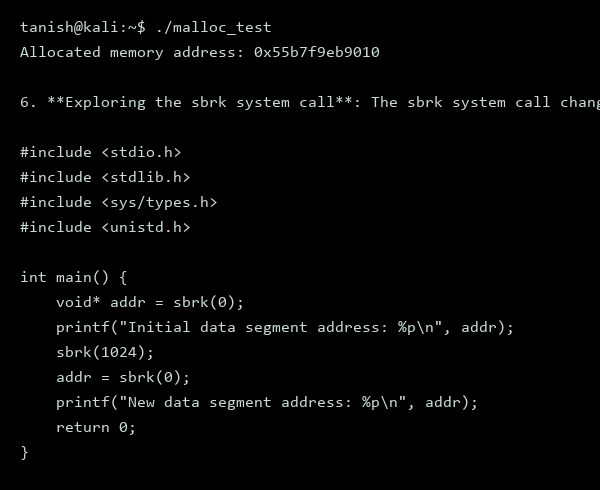 tanish@kali:~$ ./malloc_test
Allocated memory address: 0x55b7f9eb9010
6. **Exploring the sbrk system call**: The sbrk system call chang
#include <stdio.h>
#include <stdlib.h>
#include <sys/types.h>
#include <unistd.h>
int main() {
    void* addr = sbrk(0);
    printf("Initial data segment address: %p\n", addr);
    sbrk(1024);
    addr = sbrk(0);
    printf("New data segment address: %p\n", addr);
    return 0;
}